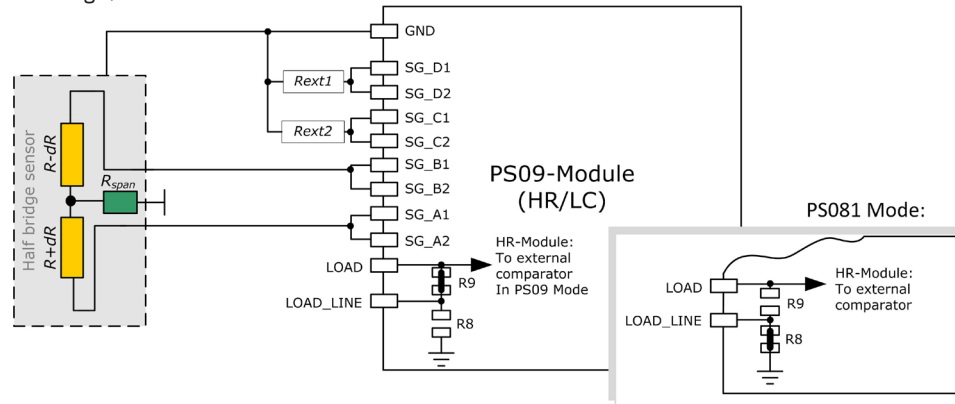 GND
SG_D1
Rext1
SG_D2
SG_C1
Rext2
SG_C2
SG_B1
SG_B2
SG_A1
SG_A2
LOAD
LOAD_LINE
Half bridge sensor
R-dR
Rspan
R+dR
PS09-Module
(HR/LC)
HR-Module:
To external
comparator
In PS09 Mode
R9
R8
PS081 Mode:
LOAD
LOAD_LINE
HR-Module:
To external
comparator
R9
R8